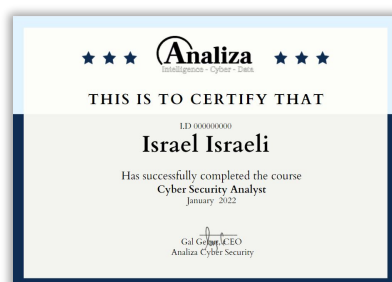 Analiza
Intelligence - Cyber - Data
THIS IS TO CERTIFY THAT
I.D 000000000
Israel Israeli
Has successfully completed the course
Cyber Security Analyst
January 2022
Gal CEO
Analiza Cyber Security